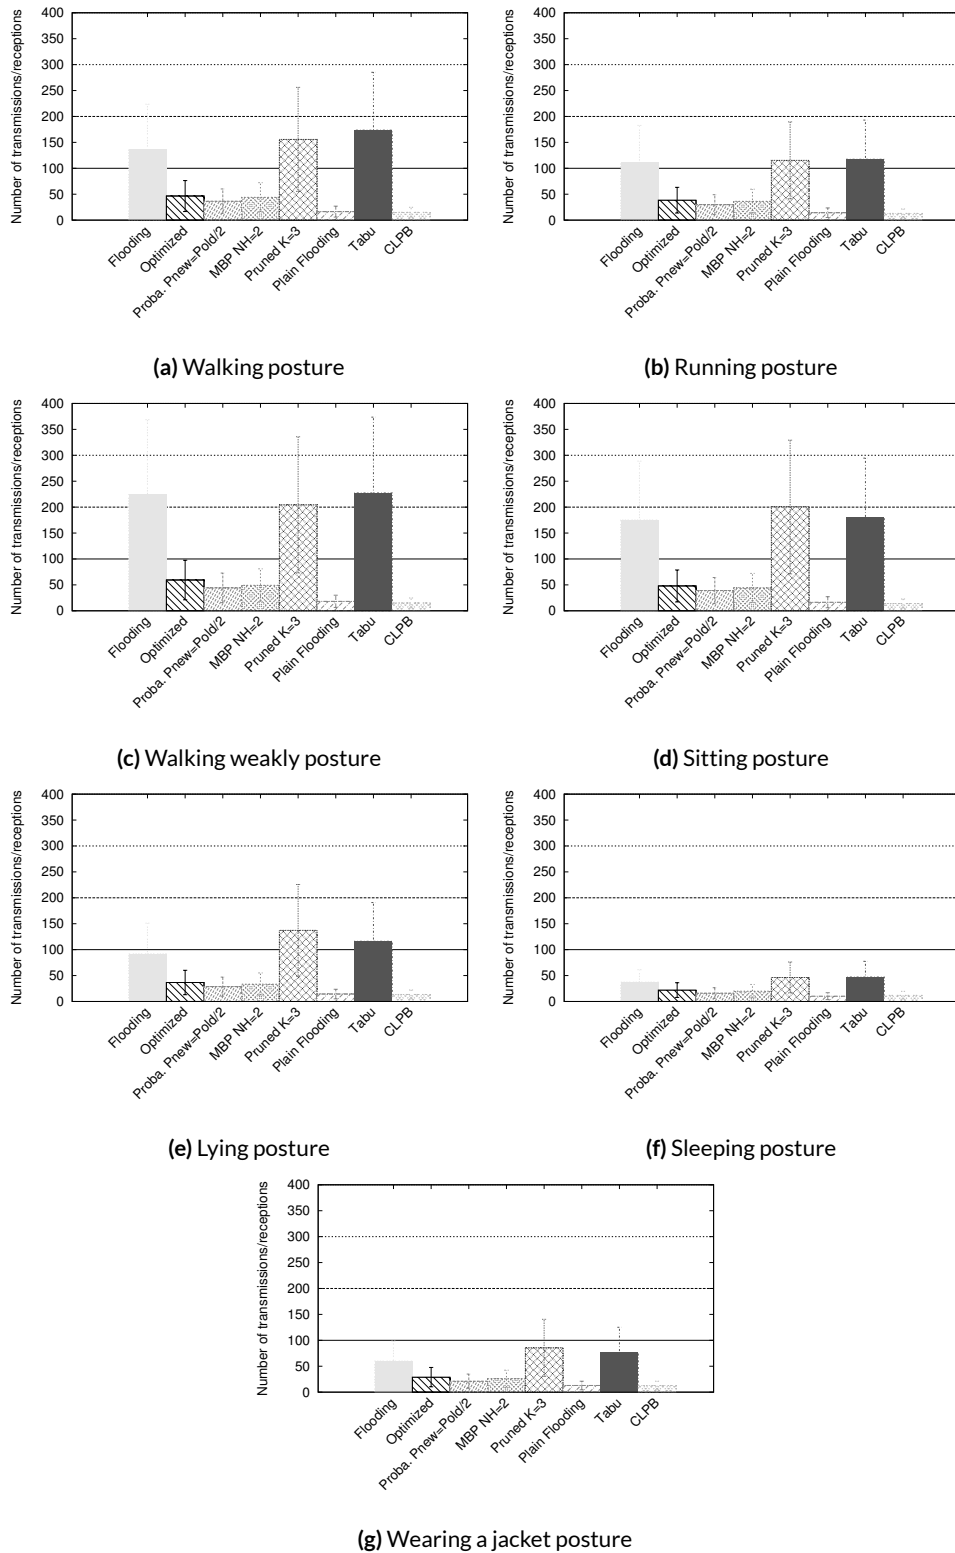 Number of transmissions/receptions
400
350
300
250
200
150
100
50
0
Flooding
Optimized
Proba. Pnew=Pold/2
MBP NH=2
Pruned K=3
Plain Flooding
Tabu
CLPB
(a) Walking posture
Number of transmissions/receptions
400
350
300
250
200
150
100
50
0
Flooding
Optimized
Proba. Pnew=Pold/2
MBP NH=2
Pruned K=3
Plain Flooding
Tabu
CLPB
(b) Running posture
Number of transmissions/receptions
400
350
300
250
200
150
100
50
0
Flooding
Optimized
Proba. Pnew=Pold/2
MBP NH=2
Pruned K=3
Plain Flooding
Tabu
CLPB
(c) Walking weakly posture
Number of transmissions/receptions
400
350
300
250
200
150
100
50
0
Flooding
Optimized
Proba. Pnew=Pold/2
MBP NH=2
Pruned K=3
Plain Flooding
Tabu
CLPB
(d) Sitting posture
Number of transmissions/receptions
400
350
300
250
200
150
100
50
0
Flooding
Optimized
Proba. Pnew=Pold/2
MBP NH=2
Pruned K=3
Plain Flooding
Tabu
CLPB
(e) Lying posture
Number of transmissions/receptions
400
350
300
250
200
150
100
50
0
Flooding
Optimized
Proba. Pnew=Pold/2
MBP NH=2
Pruned K=3
Plain Flooding
Tabu
CLPB
(f) Sleeping posture
Number of transmissions/receptions
400
350
300
250
200
150
100
50
0
Flooding
Optimized
Proba. Pnew=Pold/2
MBP NH=2
Pruned K=3
Plain Flooding
Tabu
CLPB
(g) Wearing a jacket posture